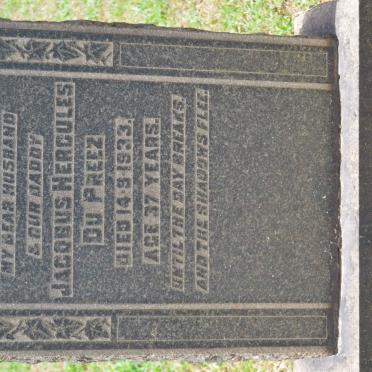 MY DEAR HUSBAND
& OUR DADDY
JACOBUS HERCULES
DU PREEZ
DIED 14.9.1933.
AGE 37 YEARS.
UNTIL THE DAY BREAKS,
AND THE SHADOWS FLEE